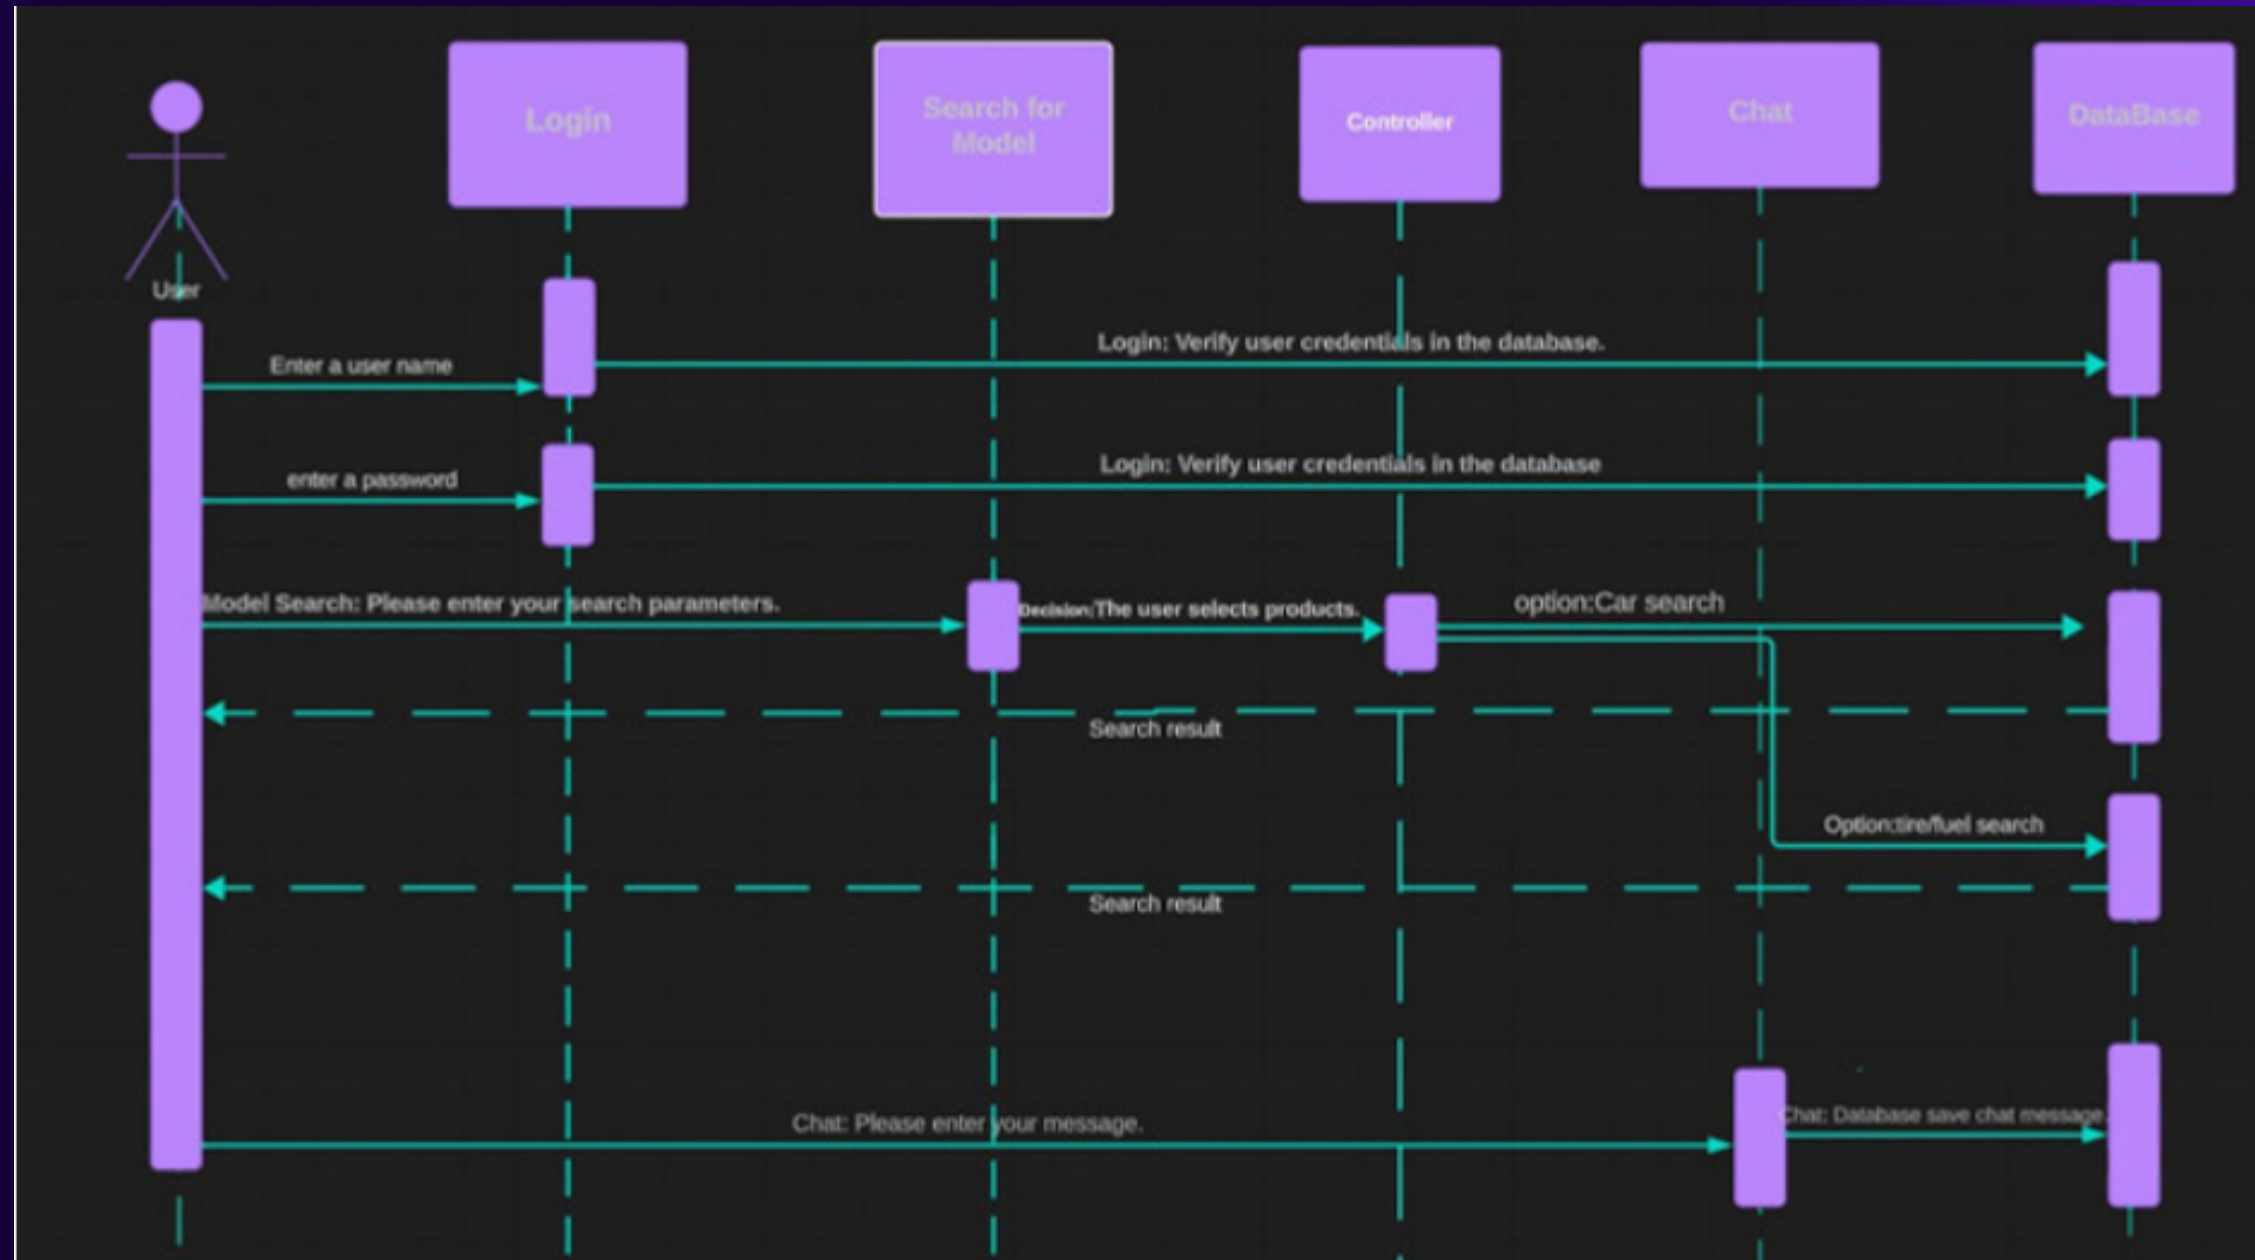 Login
Search for
Model
Controller
Chat
DataBase
User
Login: Verify user credentials in the database.
Enter a user name
Login: Verify user credentials in the database
enter a password
Model Search: Please enter your search parameters.
Decision:The user selects products.
option:Car search
Search result
Option:tire/fuel search
Search result
Chat: Please enter your message.
Chat: Database save chat message.